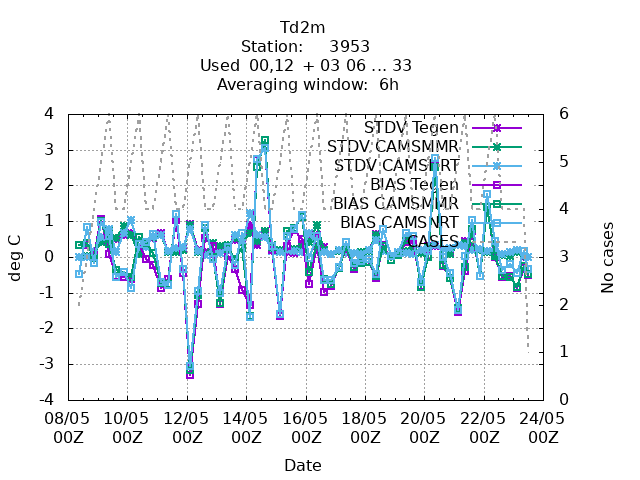 Td2m
Station: 3953
Used 00,12 + 03 06 ... 33
Averaging window: 6h
4 6
STDV Tegen
3 5
STDV CAMSMMR
STDV CAMSNRT
2 BIAS Tegen
BIAS CAMSMMR
1 4
BIAS CAMSNRT
CASES
0 3
deg C
No cases
-1
-2 2
-3 1
-4 0
08/05 10/05 12/05 14/05 16/05 18/05 20/05 22/05 24/05
00Z 00Z 00Z 00Z 00Z 00Z 00Z 00Z 00Z
Date